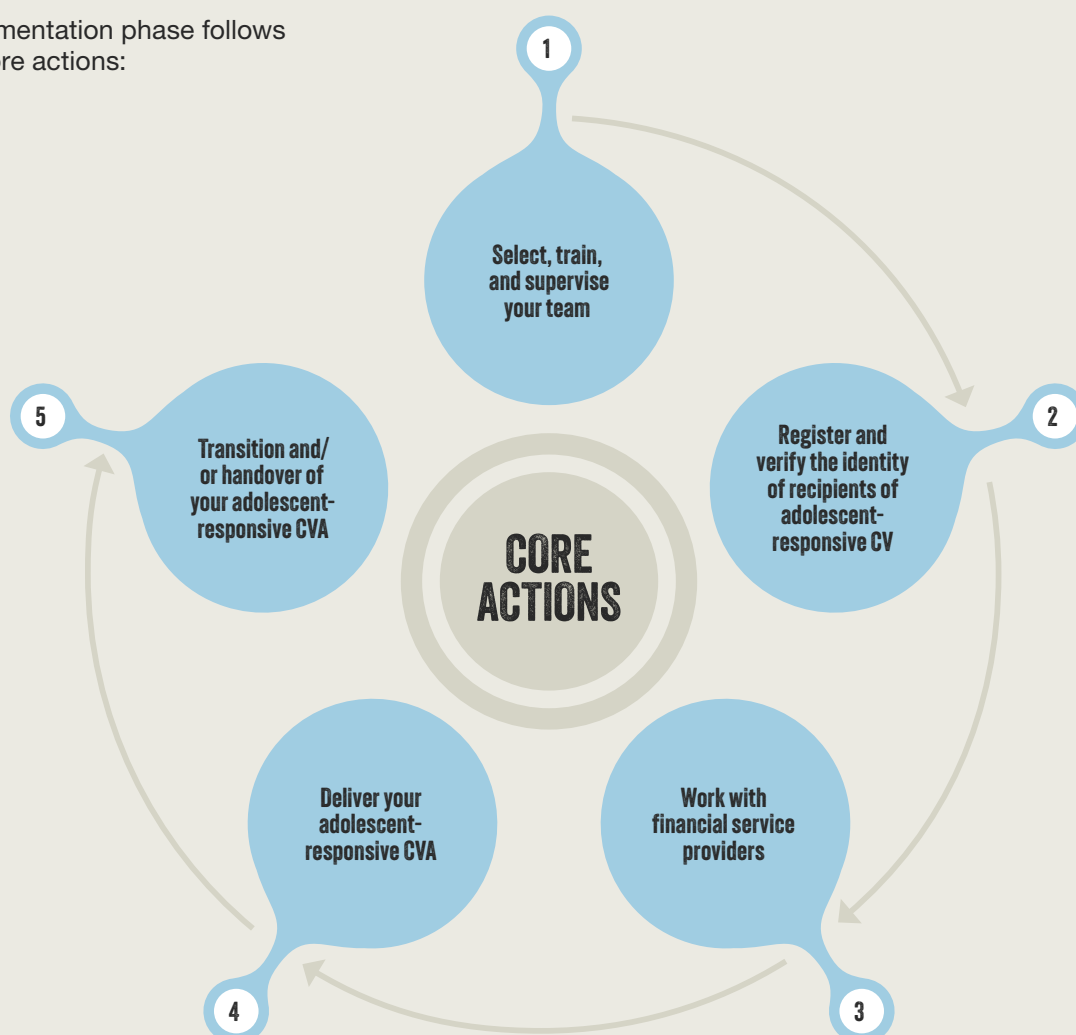 mentation phase follows
ore actions:
1
Select, train,
and supervise
your team
2
Register and
verify the identity
of recipients of
adolescent-
responsive CV
3
Work with
financial service
providers
4
Deliver your
adolescent-
responsive CVA
5
Transition and/
or handover of
your adolescent-
responsive CVA
CORE
ACTIONS